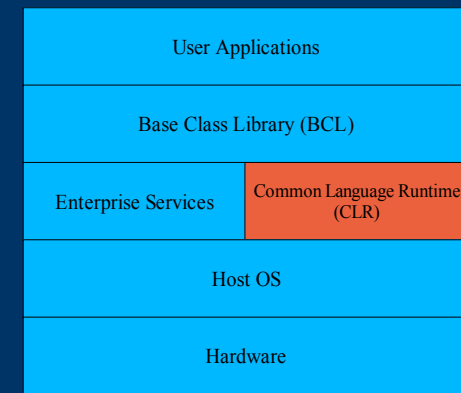 User Applications
Base Class Library (BCL)
Enterprise Services
Common Language Runtime
(CLR)
Host OS
Hardware